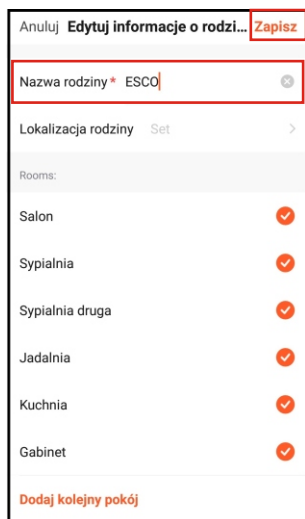 Anuluj Edytuj informacje o rodzi... Zapisz
Nazwa rodziny * ESCO
Lokalizacja rodziny Set
Rooms:
Salon
Sypialnia
Sypialnia druga
Jadalnia
Kuchnia
Gabinet
Dodaj kolejny pokój